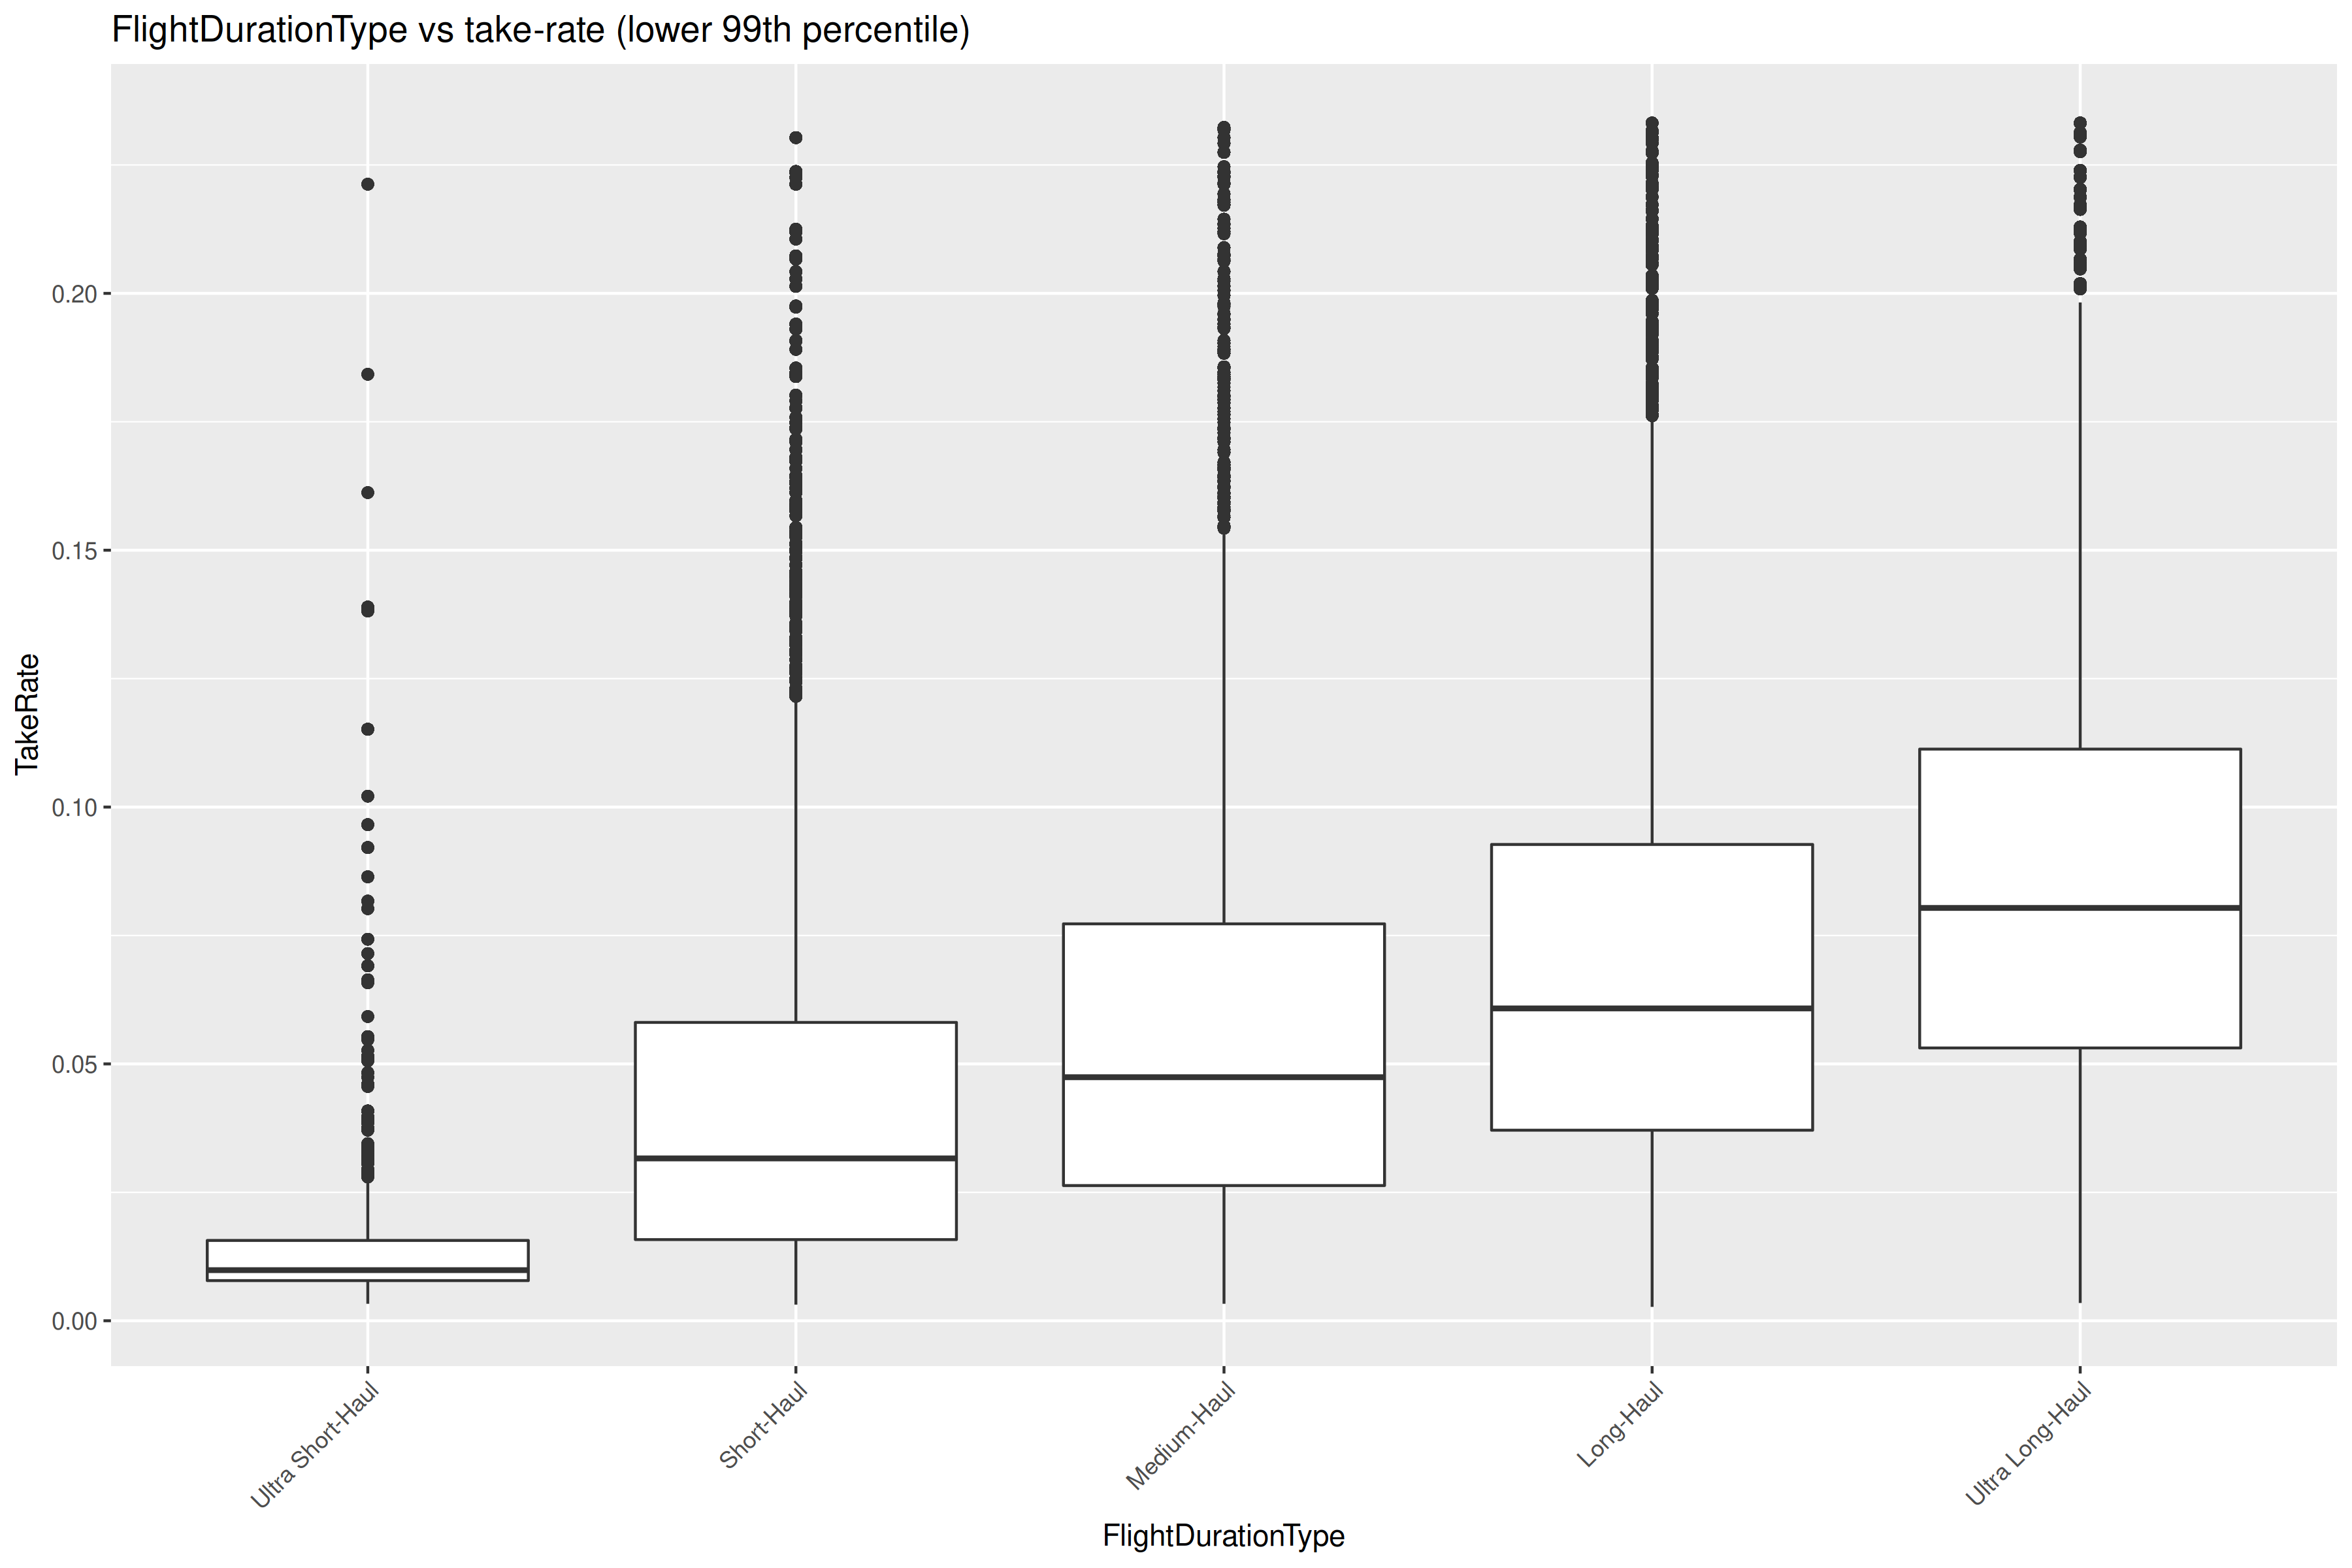 FlightDurationType vs take-rate (lower 99th percentile)
TakeRate
0.20
0.15
0.10
0.05
0.00
Ultra Short-Haul
Short-Haul
Medium-Haul
Long-Haul
Ultra Long-Haul
FlightDurationType